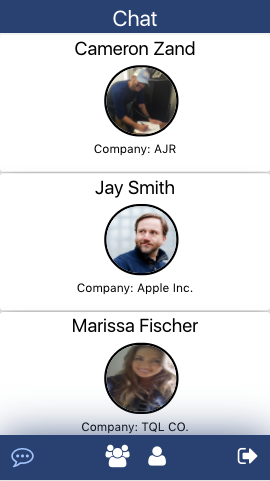 Chat
Cameron Zand
Company: AJR
Jay Smith
Company: Apple Inc.
Marissa Fischer
Company: TQL CO.